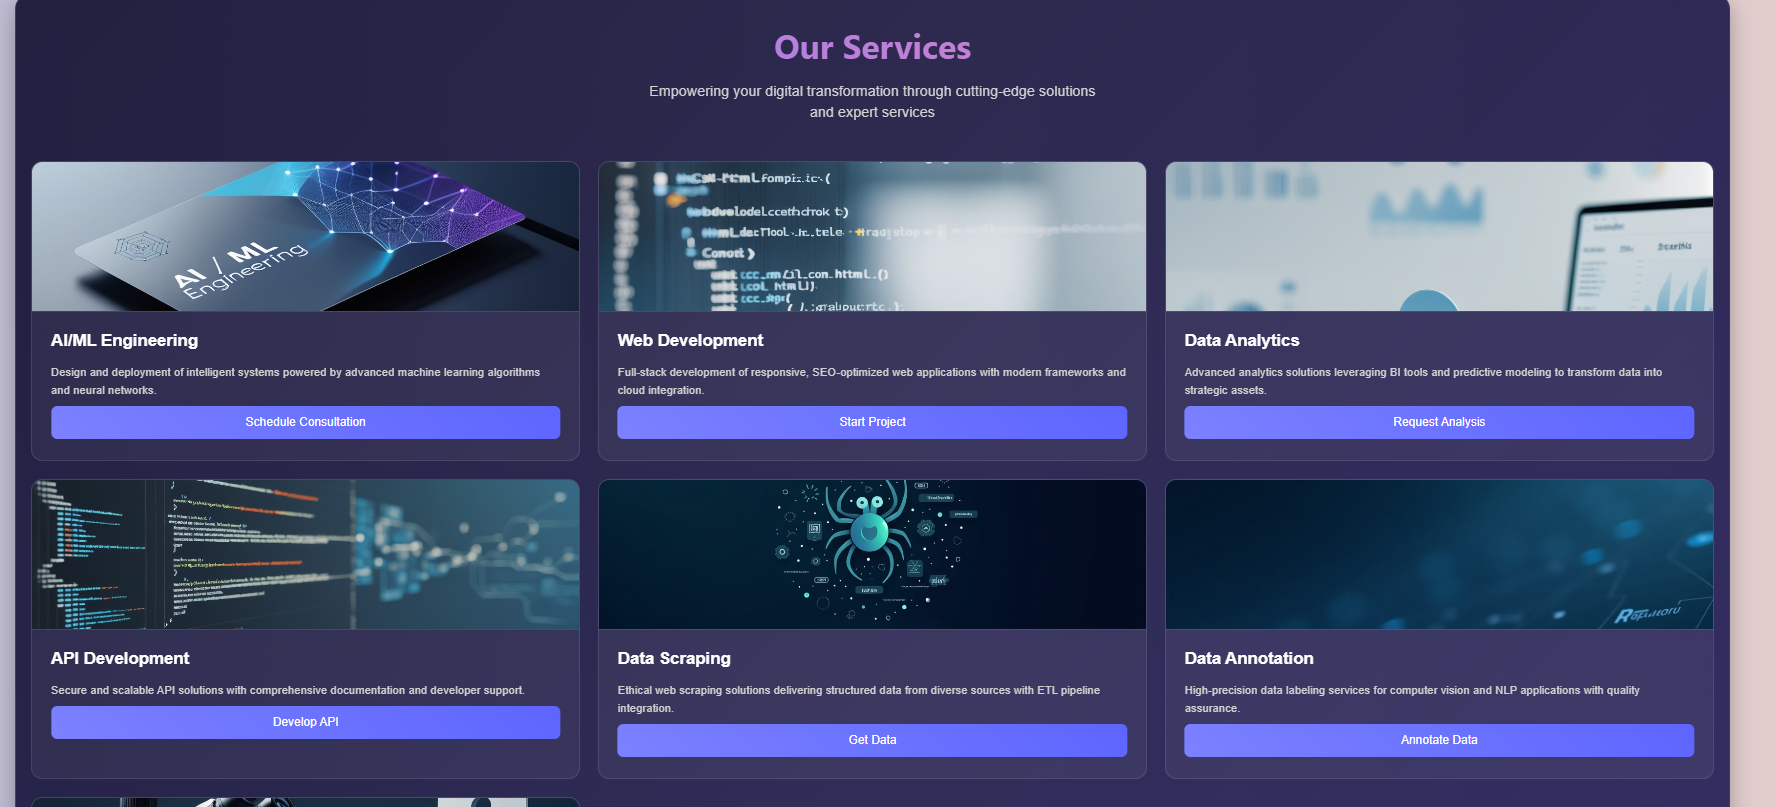 Our Services
Empowering your digital transformation through cutting-edge solutions
and expert services
AI / ML
Engineering
AI/ML Engineering
Design and deployment of intelligent systems powered by advanced machine learning algorithms
and neural networks.
Schedule Consultation
Web Development
Full-stack development of responsive, SEO-optimized web applications with modern frameworks and
cloud integration.
Start Project
Data Analytics
Advanced analytics solutions leveraging BI tools and predictive modeling to transform data into
strategic assets.
Request Analysis
API Development
Secure and scalable API solutions with comprehensive documentation and developer support.
Develop API
Data Scraping
Ethical web scraping solutions delivering structured data from diverse sources with ETL pipeline
integration.
Get Data
Data Annotation
High-precision data labeling services for computer vision and NLP applications with quality
assurance.
Annotate Data